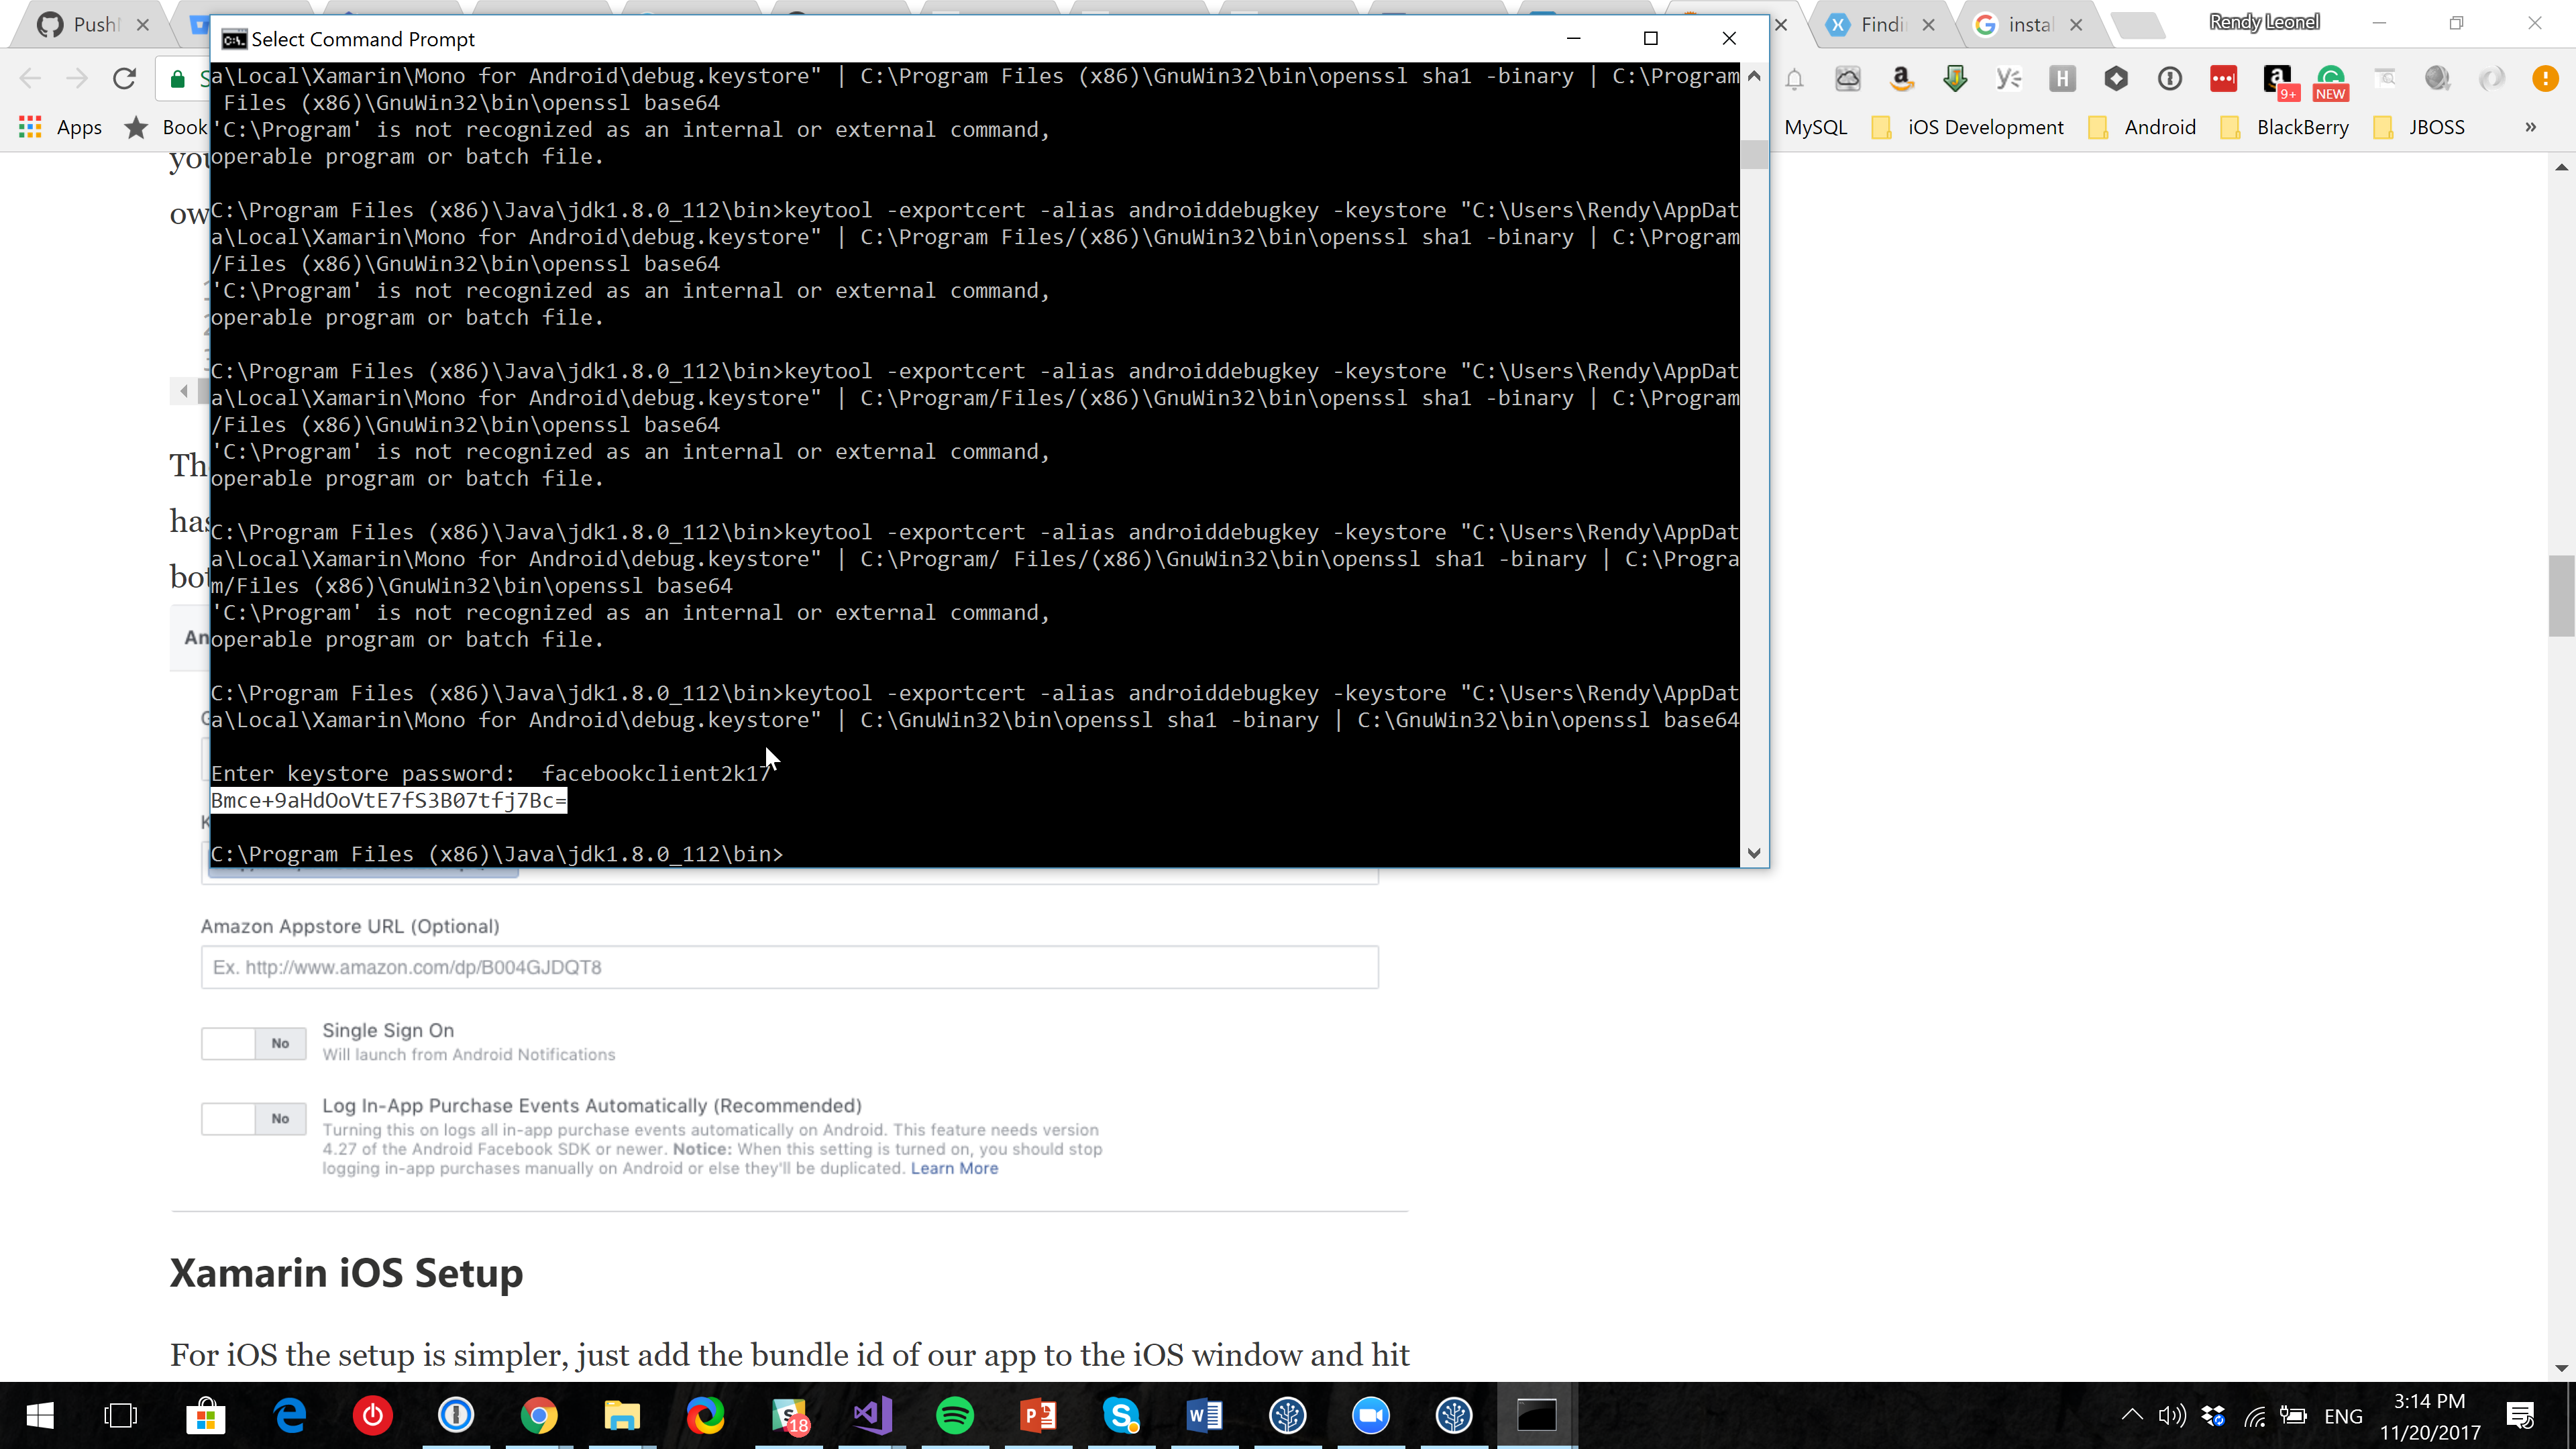 Push
Findi
insta
Rendy Leonel
Select Command Prompt
9+
NEW
Apps
Book
MySQL
iOS Development
Android
BlackBerry
JBOSS
»
a\Local\Xamarin\Mono for Android\debug.keystore" | C:\Program Files (x86)\GnuWin32\bin\openssl sha1 -binary | C:\Program
Files (x86)\GnuWin32\bin\openssl base64
'C:\Program' is not recognized as an internal or external command,
operable program or batch file.
C:\Program Files (x86)\Java\jdk1.8.0_112\bin>keytool -exportcert -alias androiddebugkey -keystore "C:\Users\Rendy\AppDat
a\Local\Xamarin\Mono for Android\debug.keystore" | C:\Program Files/(x86)\GnuWin32\bin\openssl sha1 -binary | C:\Program
/Files (x86)\GnuWin32\bin\openssl base64
'C:\Program' is not recognized as an internal or external command,
operable program or batch file.
C:\Program Files (x86)\Java\jdk1.8.0_112\bin>keytool -exportcert -alias androiddebugkey -keystore "C:\Users\Rendy\AppDat
a\Local\Xamarin\Mono for Android\debug.keystore" | C:\Program/Files/(x86)\GnuWin32\bin\openssl sha1 -binary | C:\Program
/Files (x86)\GnuWin32\bin\openssl base64
'C:\Program' is not recognized as an internal or external command,
operable program or batch file.
C:\Program Files (x86)\Java\jdk1.8.0_112\bin>keytool -exportcert -alias androiddebugkey -keystore "C:\Users\Rendy\AppDat
a\Local\Xamarin\Mono for Android\debug.keystore" | C:\Program/ Files/(x86)\GnuWin32\bin\openssl sha1 -binary | C:\Progra
m/Files (x86)\GnuWin32\bin\openssl base64
'C:\Program' is not recognized as an internal or external command,
operable program or batch file.
C:\Program Files (x86)\Java\jdk1.8.0_112\bin>keytool -exportcert -alias androiddebugkey -keystore "C:\Users\Rendy\AppDat
a\Local\Xamarin\Mono for Android\debug.keystore" | C:\GnuWin32\bin\openssl sha1 -binary | C:\GnuWin32\bin\openssl base64
Enter keystore password:  facebookclient2k17
Bmce+9aHdOoVtE7fS3B07tfj7Bc=
C:\Program Files (x86)\Java\jdk1.8.0_112\bin>
you
ow
Th
has
bot
An
Amazon Appstore URL (Optional)
Ex. http://www.amazon.com/dp/B004GJDQT8
No
Single Sign On
Will launch from Android Notifications
No
Log In-App Purchase Events Automatically (Recommended)
Turning this on logs all in-app purchase events automatically on Android. This feature needs version
4.27 of the Android Facebook SDK or newer. Notice: When this setting is turned on, you should stop
logging in-app purchases manually on Android or else they'll be duplicated. Learn More
Xamarin iOS Setup
For iOS the setup is simpler, just add the bundle id of our app to the iOS window and hit
18
ENG
3:14 PM
11/20/2017